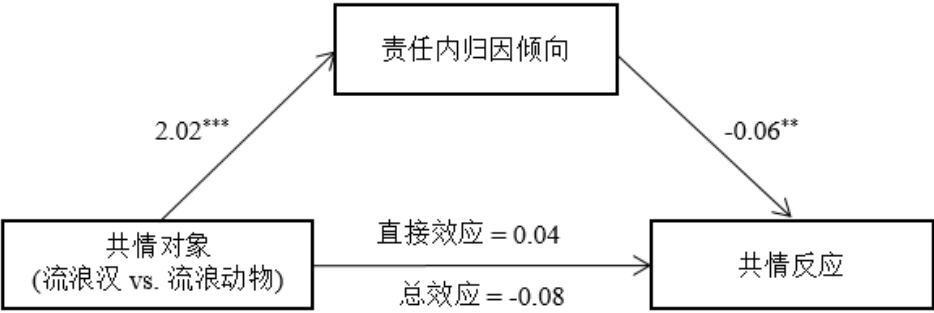 责任内归因倾向
2.02***
-0.06**
共情对象
(流浪汉 vs. 流浪动物)
直接效应 = 0.04
总效应 = -0.08
共情反应